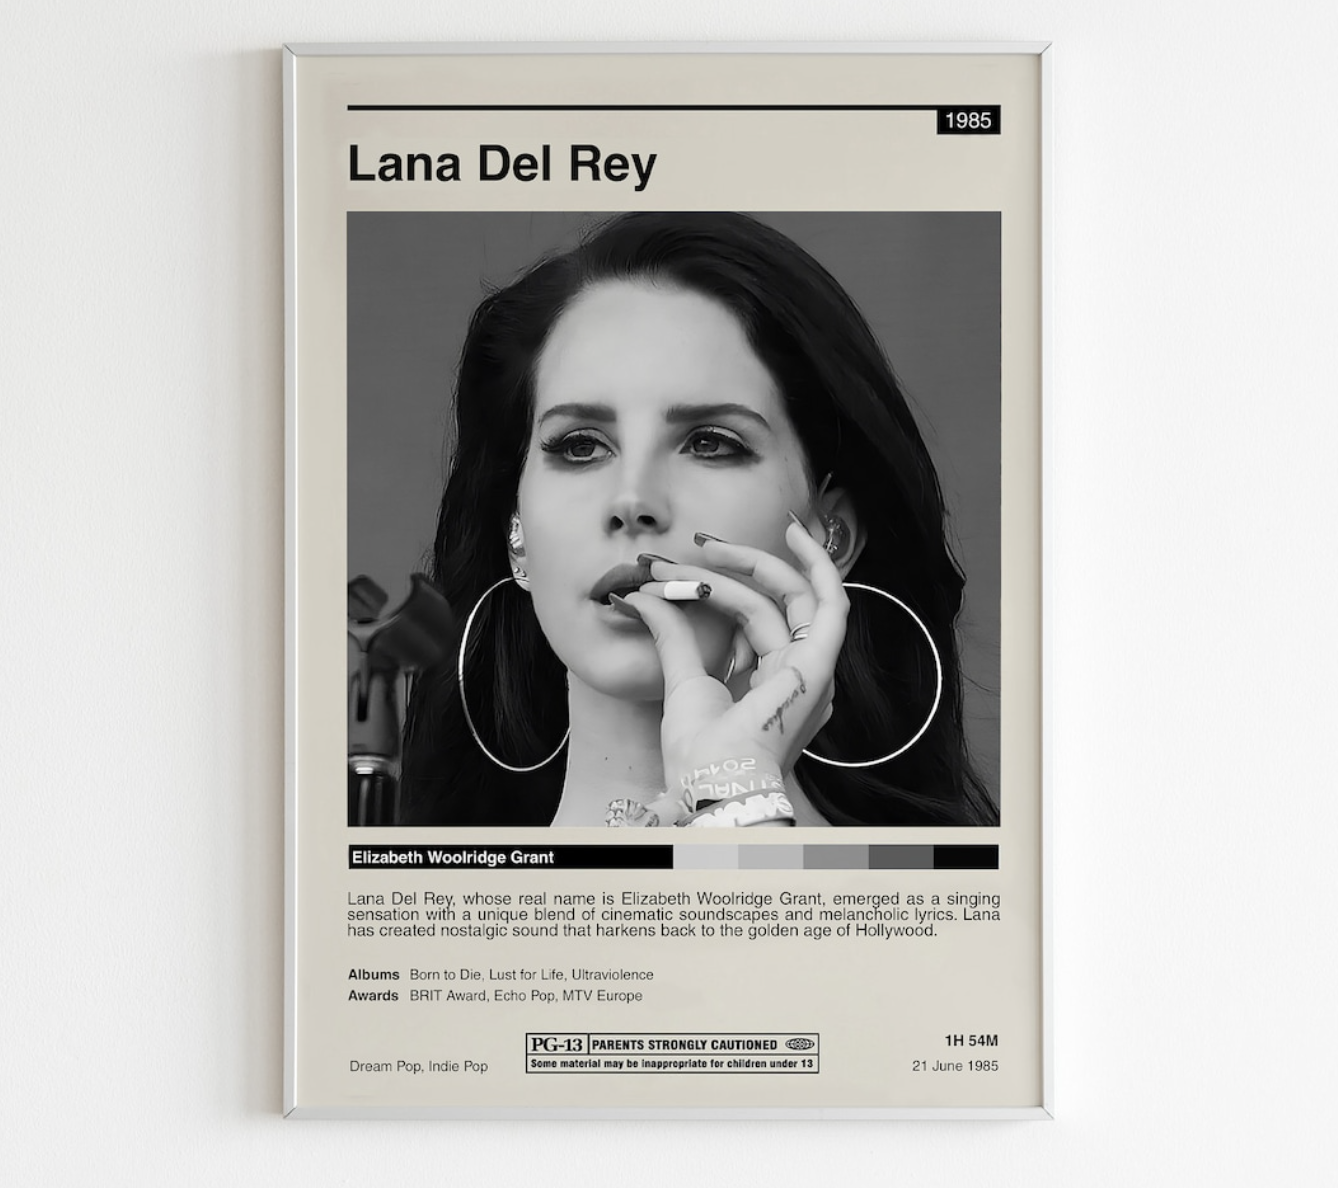 1985
Lana Del Rey
2014
Elizabeth Woolridge Grant
Lana Del Rey, whose real name is Elizabeth Woolridge Grant, emerged as a singing
sensation with a unique blend of cinematic soundscapes and melancholic lyrics. Lana
has created nostalgic sound that harkens back to the golden age of Hollywood.
Albums Born to Die, Lust for Life, Ultraviolence
Awards BRIT Award, Echo Pop, MTV Europe
PG-13 PARENTS STRONGLY CAUTIONED
Some material may be inappropriate for children under 13
1H 54M
Dream Pop, Indie Pop
21 June 1985